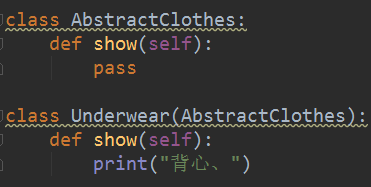 class AbstractClothes:
    def show(self):
        pass
class Underwear(AbstractClothes):
    def show(self):
        print("背心、")